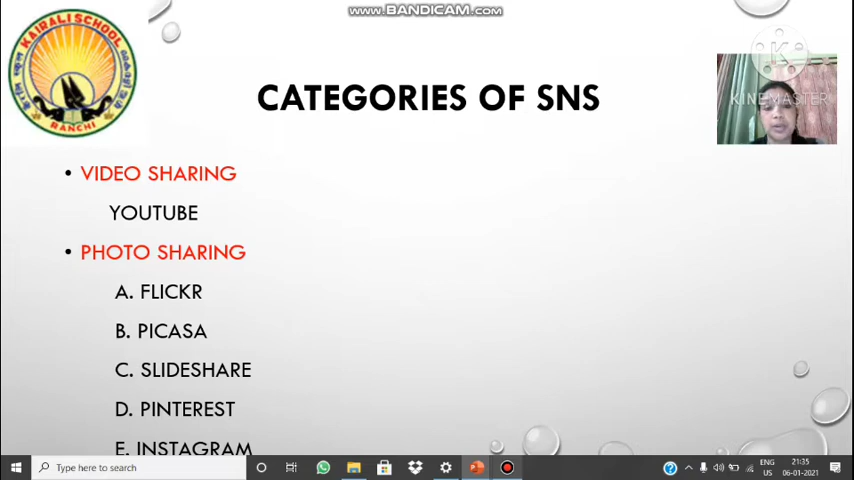 WWW.BANDICAM.COM
KAIRALI SCHOOL
RANCHI
KINEMASTER
CATEGORIES OF SNS
• VIDEO SHARING
YOUTUBE
• PHOTO SHARING
A. FLICKR
B. PICASA
C. SLIDESHARE
D. PINTEREST
E. INSTAGRAM
Type here to search
ENG
US
21:35
06-01-2021